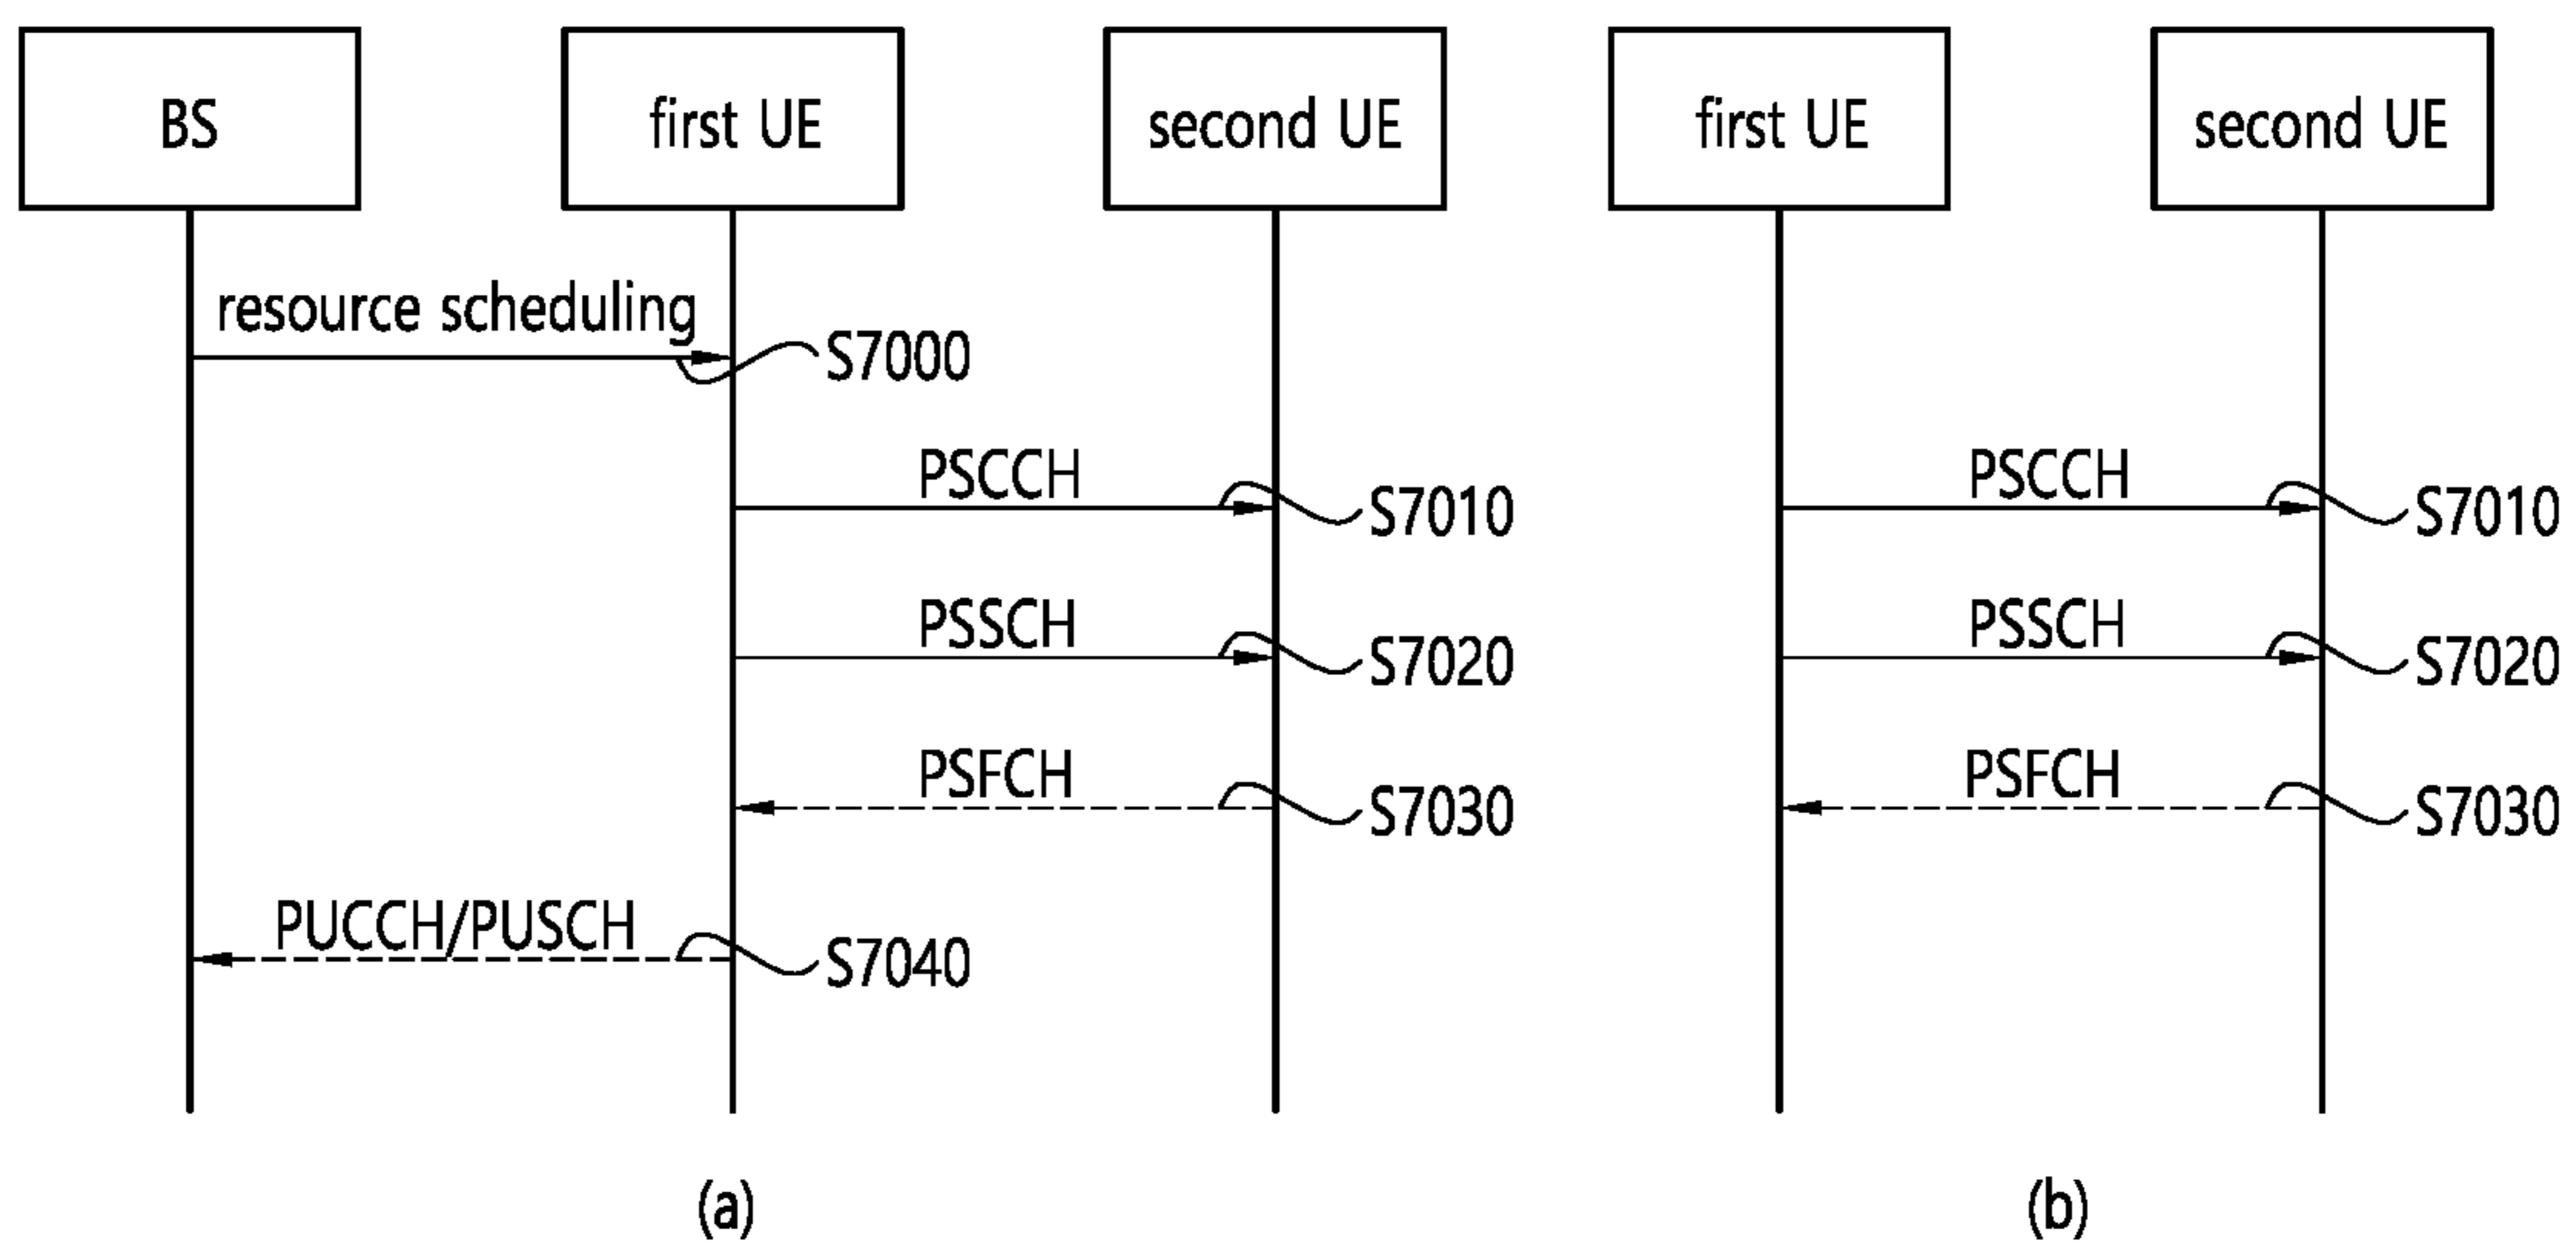 BS
first UE
second UE
resource scheduling
S7000
PSCCH
S7010
PSSCH
S7020
PSFCH
S7030
PUCCH/PUSCH
S7040
(a)
first UE
second UE
PSCCH
S7010
PSSCH
S7020
PSFCH
S7030
(b)